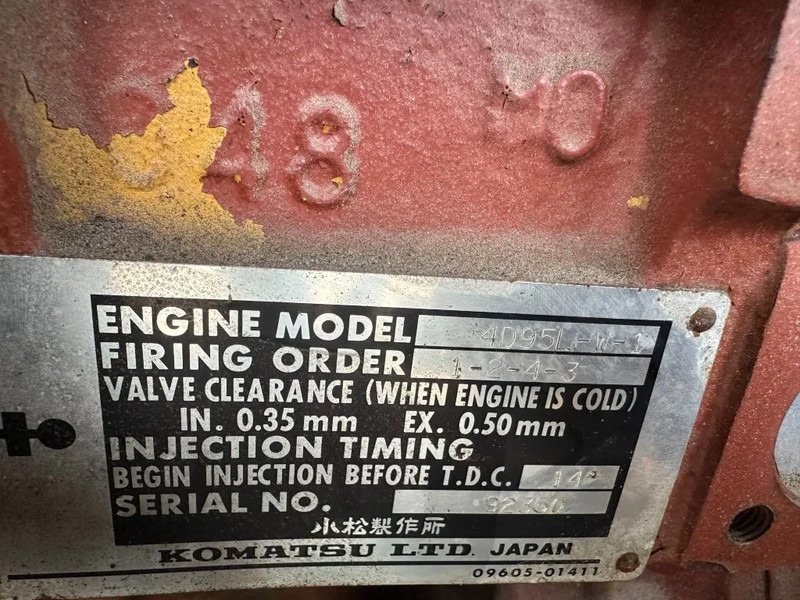 48 0
ENGINE MODEL 4D95L-W-1
FIRING ORDER 1-2-4-3
VALVE CLEARANCE (WHEN ENGINE IS COLD)
IN. 0.35 mm EX. 0.50 mm
INJECTION TIMING
BEGIN INJECTION BEFORE T.D.C. 14°
SERIAL NO.
小松製作所
KOMATSU LTD. JAPAN
09605-01411